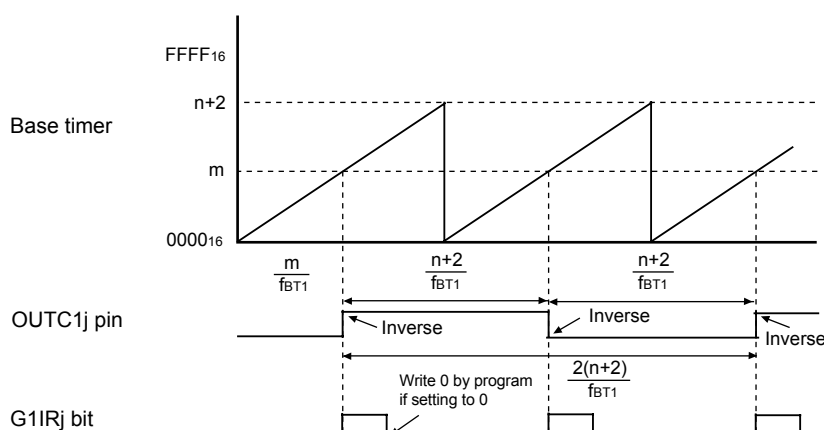 FFFF16
n+2
Base timer
m
000016
m
fBT1
n+2
fBT1
n+2
fBT1
OUTC1j pin
Inverse
Inverse
Inverse
2(n+2)
fBT1
Write 0 by program
if setting to 0
G1IRj bit